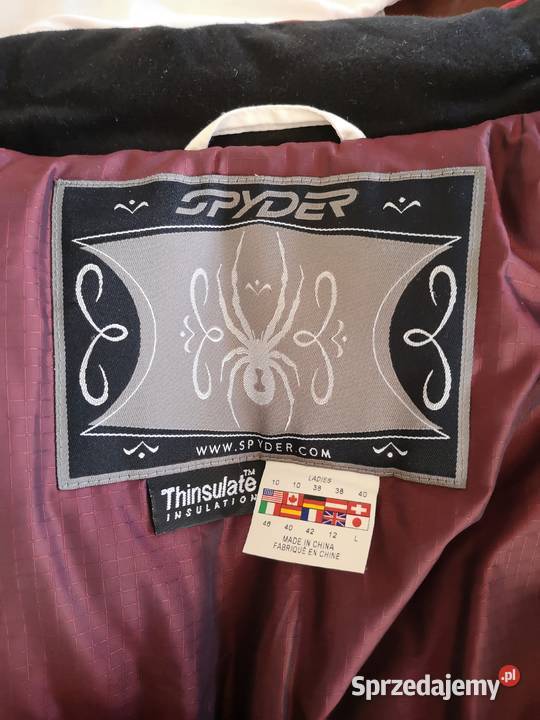 SPYDER
WWW.SPYDER.COM
Thinsulate™
INSULATION
LADIES
10 10 38 38 40
46 40 42 12 L
MADE IN CHINA
FABRIQUÉ EN CHINE
Sprzedajemy.pl